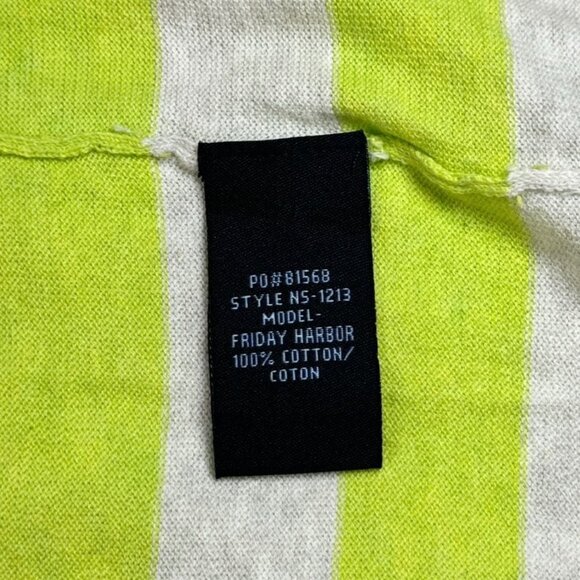 PO#81568
STYLE NS-1213
MODEL-
FRIDAY HARBOR
100% COTTON/
COTON